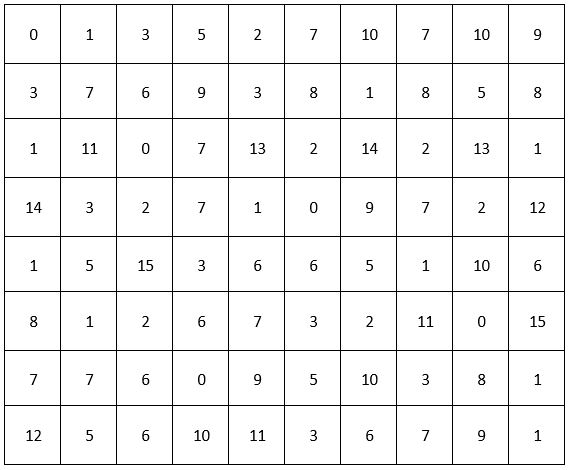 0 1 3 5 2 7 10 7 10 9
3 7 6 9 3 8 1 8 5 8
1 11 0 7 13 2 14 2 13 1
14 3 2 7 1 0 9 7 2 12
1 5 15 3 6 6 5 1 10 6
8 1 2 6 7 3 2 11 0 15
7 7 6 0 9 5 10 3 8 1
12 5 6 10 11 3 6 7 9 1